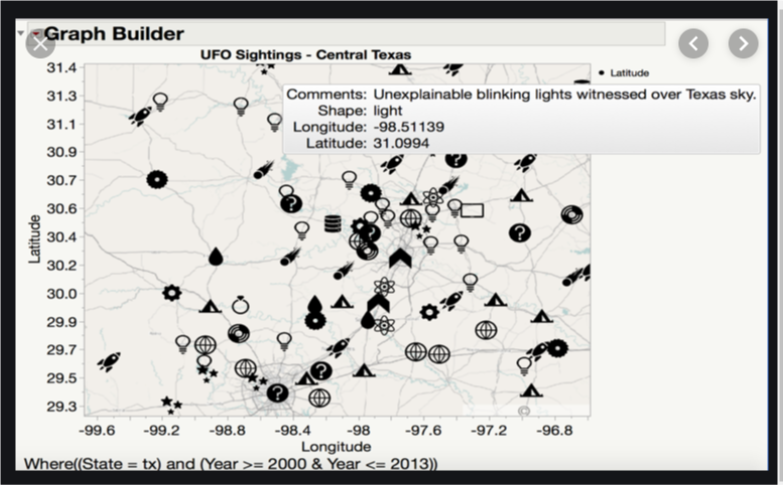 Graph Builder
UFO Sightings - Central Texas
31.4
31.3
31.1
30.9
30.7
30.6
30.4
30.2
30.0
29.9
29.7
29.5
29.3
Latitude
Latitude
Comments: Unexplainable blinking lights witnessed over Texas sky.
Shape: light
Longitude: -98.51139
Latitude: 31.0994
-99.6 -99.2 -98.8 -98.4 -98 -97.6 -97.2 -96.8
Longitude
Where((State = tx) and (Year >= 2000 & Year <= 2013))